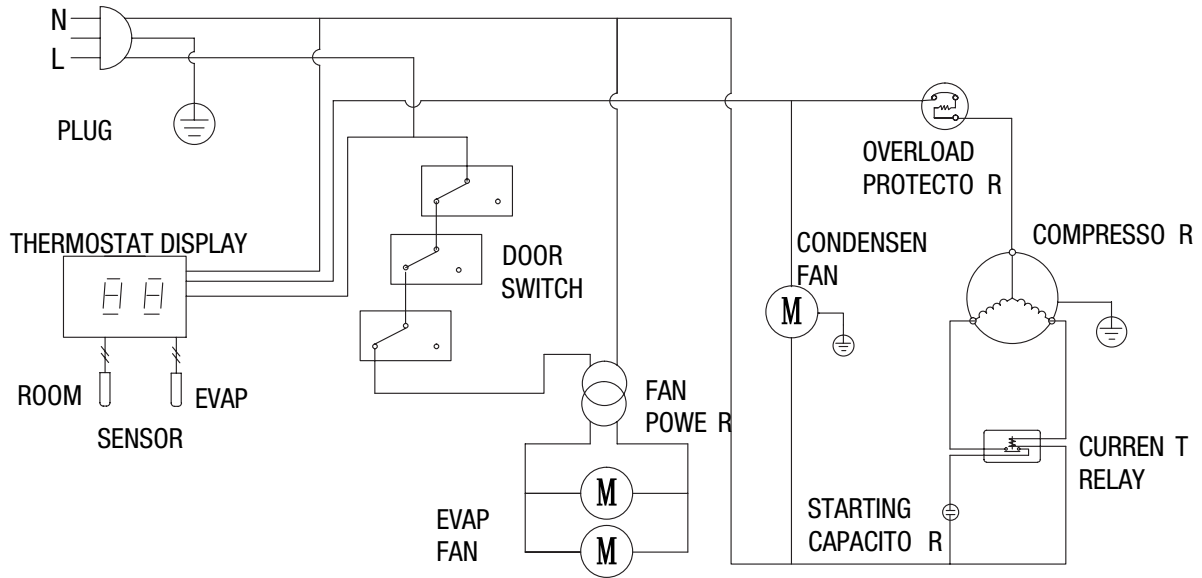 N
L
PLUG
OVERLOAD
PROTECTO R
THERMOSTAT DISPLAY
DOOR
SWITCH
CONDENSEN
FAN
M
COMPRESSO R
ROOM
EVAP
SENSOR
FAN
POWE R
M
M
EVAP
FAN
STARTING
CAPACITO R
CURREN T
RELAY